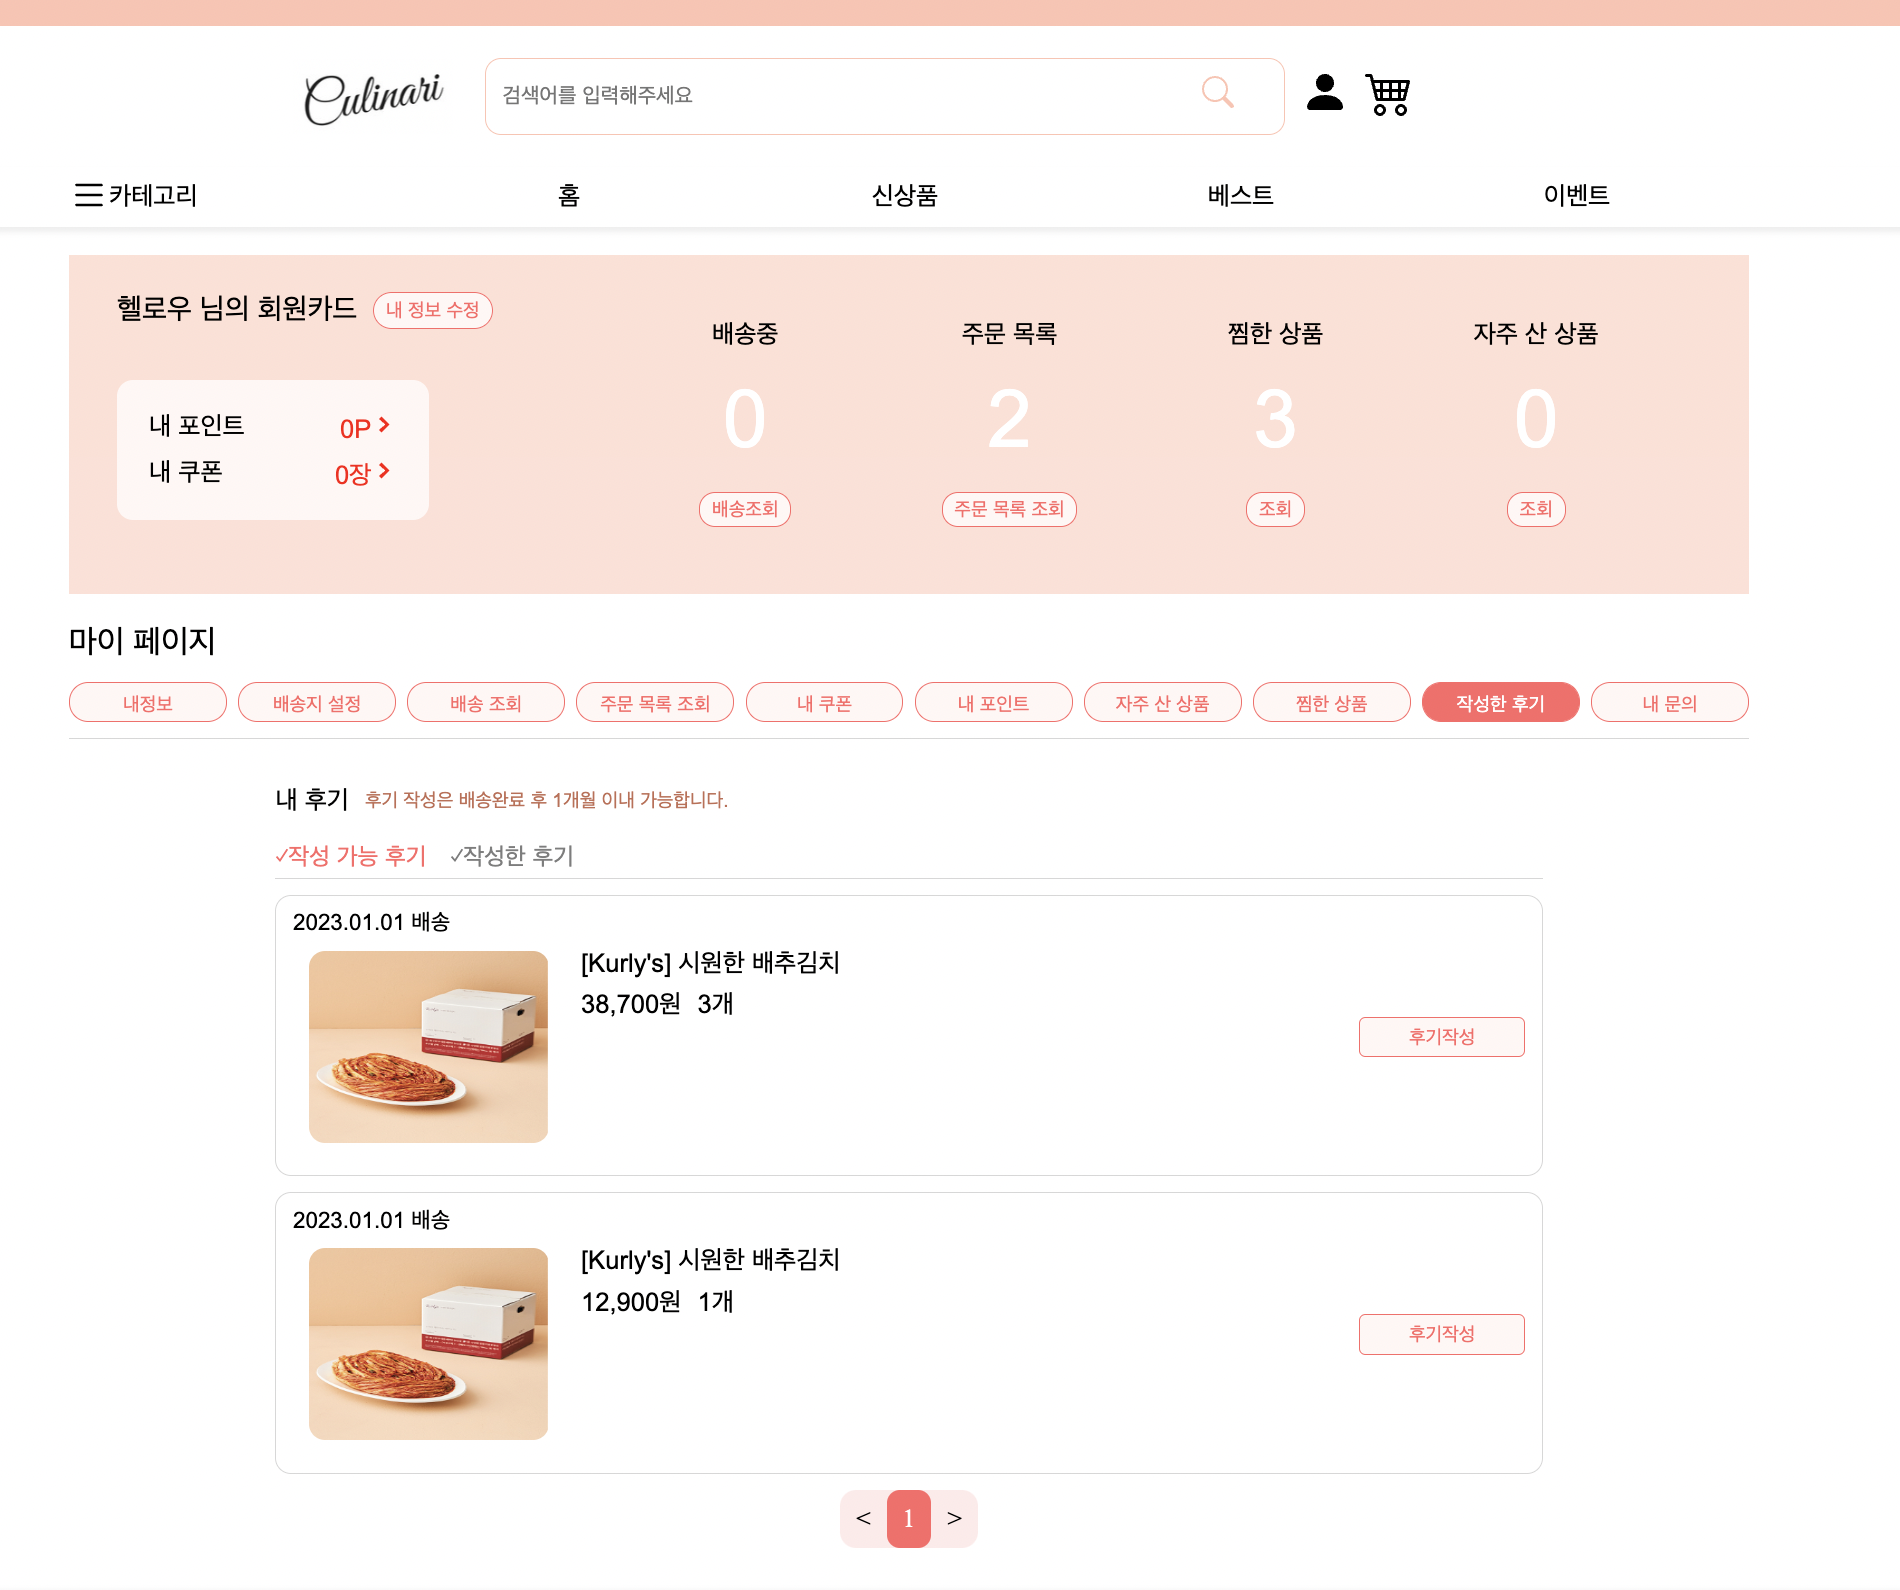 Culinari
검색어를 입력해주세요
카테고리 홈 신상품 베스트 이벤트
헬로우 님의 회원카드 내 정보 수정
배송중 주문 목록 찜한 상품 자주 산 상품
내 포인트 0P >
내 쿠폰 0장 >
0 2 3 0
배송조회 주문 목록 조회 조회 조회
마이 페이지
내정보 배송지 설정 배송 조회 주문 목록 조회 내 쿠폰 내 포인트 자주 산 상품 찜한 상품 작성한 후기 내 문의
내 후기 후기 작성은 배송완료 후 1개월 이내 가능합니다.
✓작성 가능 후기 ✓작성한 후기
2023.01.01 배송
[Kurly's] 시원한 배추김치
38,700원 3개
후기작성
2023.01.01 배송
[Kurly's] 시원한 배추김치
12,900원 1개
후기작성
< 1 >